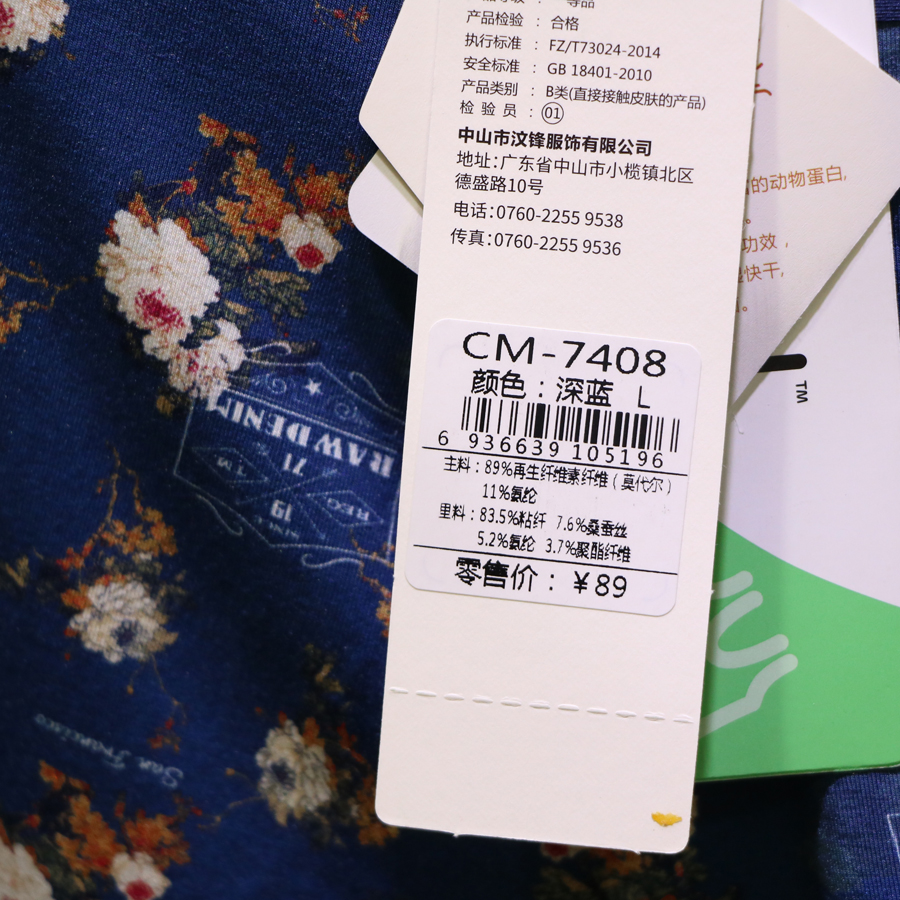 等品
产品检验 : 合格
执行标准 : FZ/T73024-2014
安全标准 : GB 18401-2010
产品类别 : B类(直接接触皮肤的产品)
检 验 员 : 01
中山市汶锋服饰有限公司
地址:广东省中山市小榄镇北区
德盛路10号
电话:0760-2255 9538
传真:0760-2255 9536
CM-7408
颜色：深蓝 L
6 936639 105196
主料：89%再生纤维素纤维（莫代尔）
11%氨纶
里料：83.5%粘纤 7.6%桑蚕丝
5.2%氨纶 3.7%聚酯纤维
零售价：￥89
的动物蛋白,
。
功效，
快干,
。
TM
RAW DENIM
71
T.M
19
REC
San Francisco